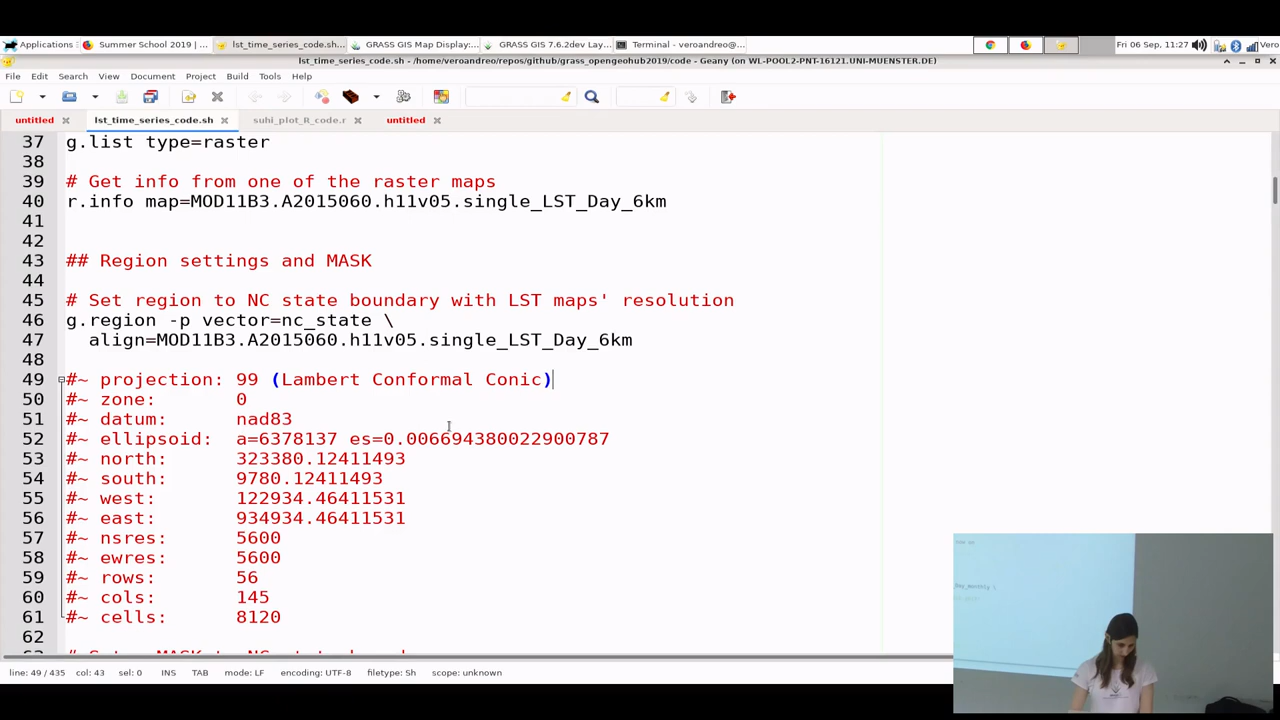 Applications
Summer School 2019 | ...
lst_time_series_code.sh...
GRASS GIS Map Display:...
GRASS GIS 7.6.2dev Lay...
Terminal - veroandreo@...
Fri 06 Sep, 11:27
Vero
lst_time_series_code.sh - /home/veroandreo/repos/github/grass_opengeohub2019/code - Geany (on WL-POOL2-PNT-16121.UNI-MUENSTER.DE)
File Edit Search View Document Project Build Tools Help
untitled lst_time_series_code.sh suhi_plot_R_code.r untitled
37 g.list type=raster
38
39 # Get info from one of the raster maps
40 r.info map=MOD11B3.A2015060.h11v05.single_LST_Day_6km
41
42
43 ## Region settings and MASK
44
45 # Set region to NC state boundary with LST maps' resolution
46 g.region -p vector=nc_state \
47 align=MOD11B3.A2015060.h11v05.single_LST_Day_6km
48
49 #~ projection: 99 (Lambert Conformal Conic)
50 #~ zone: 0
51 #~ datum: nad83
52 #~ ellipsoid: a=6378137 es=0.006694380022900787
53 #~ north: 323380.12411493
54 #~ south: 9780.12411493
55 #~ west: 122934.46411531
56 #~ east: 934934.46411531
57 #~ nsres: 5600
58 #~ ewres: 5600
59 #~ rows: 56
60 #~ cols: 145
61 #~ cells: 8120
62
line: 49 / 435 col: 43 sel: 0 INS TAB mode: LF encoding: UTF-8 filetype: Sh scope: unknown